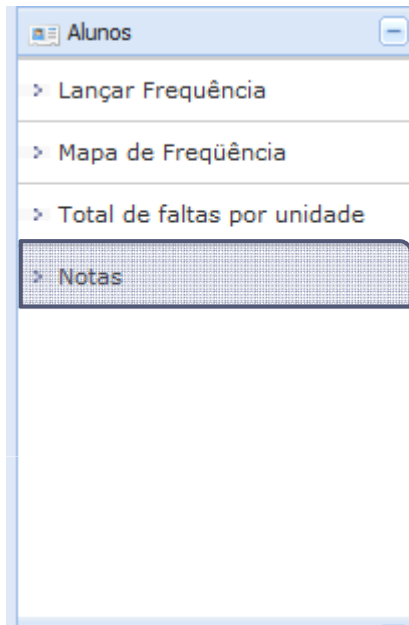 Alunos
Lançar Frequência
Mapa de Freqüência
Total de faltas por unidade
Notas